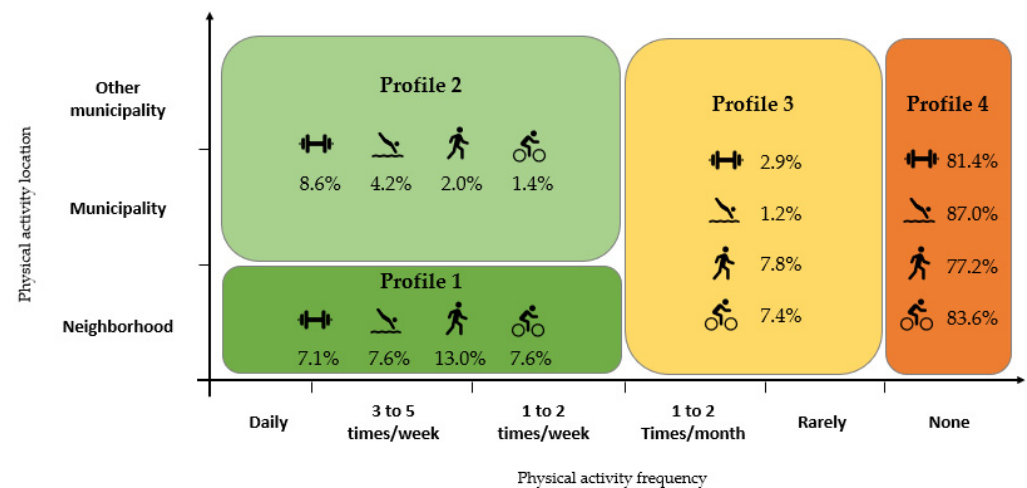 Physical activity location
Other
municipality
Municipality
Neighborhood
Profile 2
8.6% 4.2% 2.0% 1.4%
Profile 1
7.1% 7.6% 13.0% 7.6%
Profile 3
2.9%
1.2%
7.8%
7.4%
Profile 4
81.4%
87.0%
77.2%
83.6%
Daily
3 to 5
times/week
1 to 2
times/week
1 to 2
Times/month
Rarely
None
Physical activity frequency